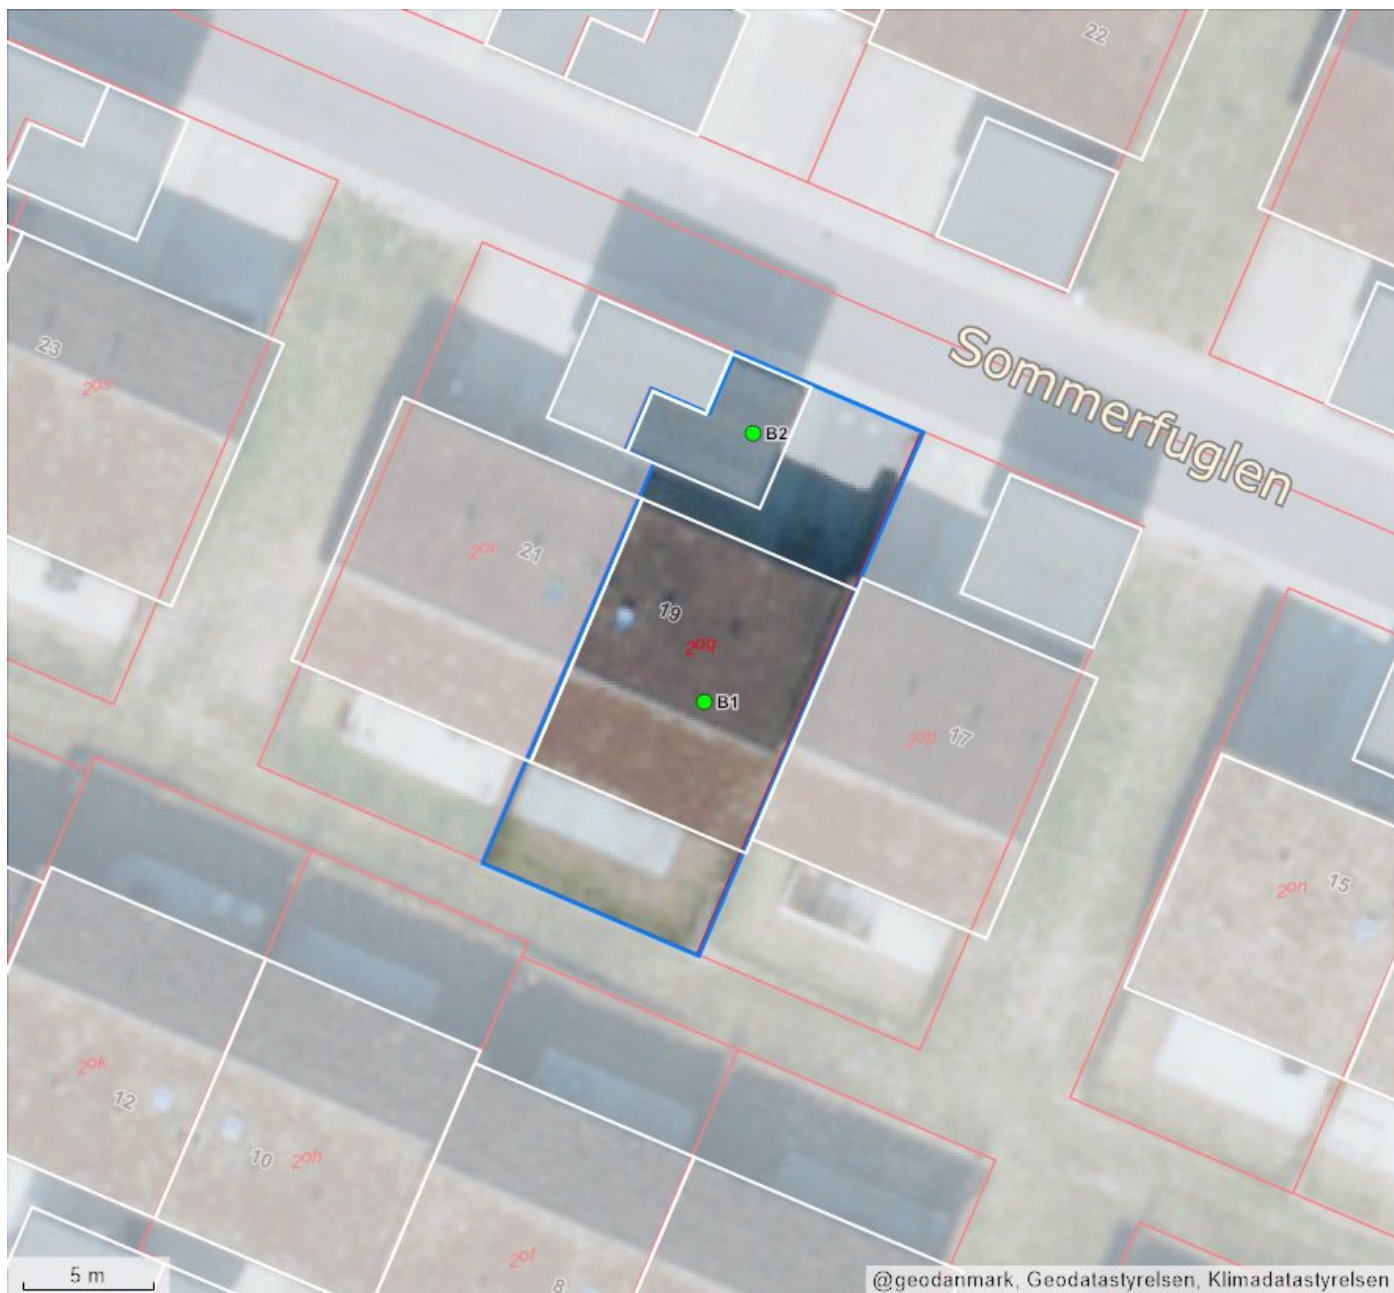 22
23
2os
Sommerfuglen
B2
2or
21
19
2oq
B1
2op
17
2on
15
2ok
12
10
2oh
2of
8
5 m
@geodanmark, Geodatastyrelsen, Klimadatastyrelsen